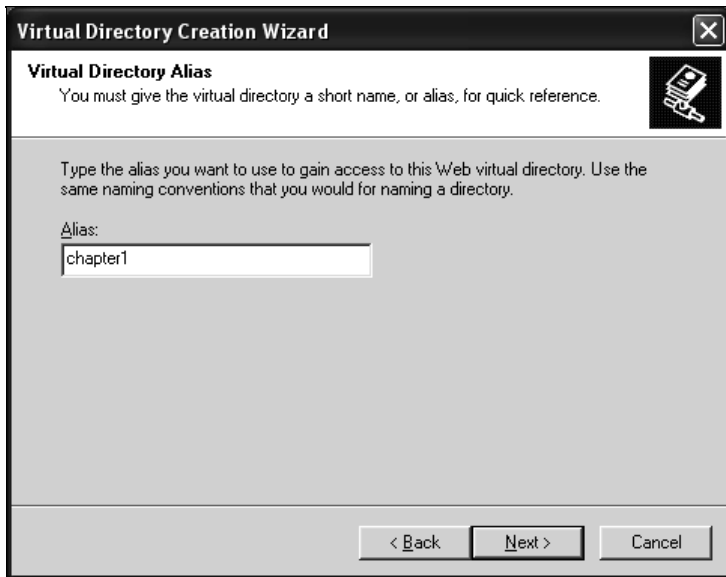 Virtual Directory Creation Wizard
Virtual Directory Alias
You must give the virtual directory a short name, or alias, for quick reference.
Type the alias you want to use to gain access to this Web virtual directory. Use the
same naming conventions that you would for naming a directory.
Alias:
chapter1
< Back Next > Cancel